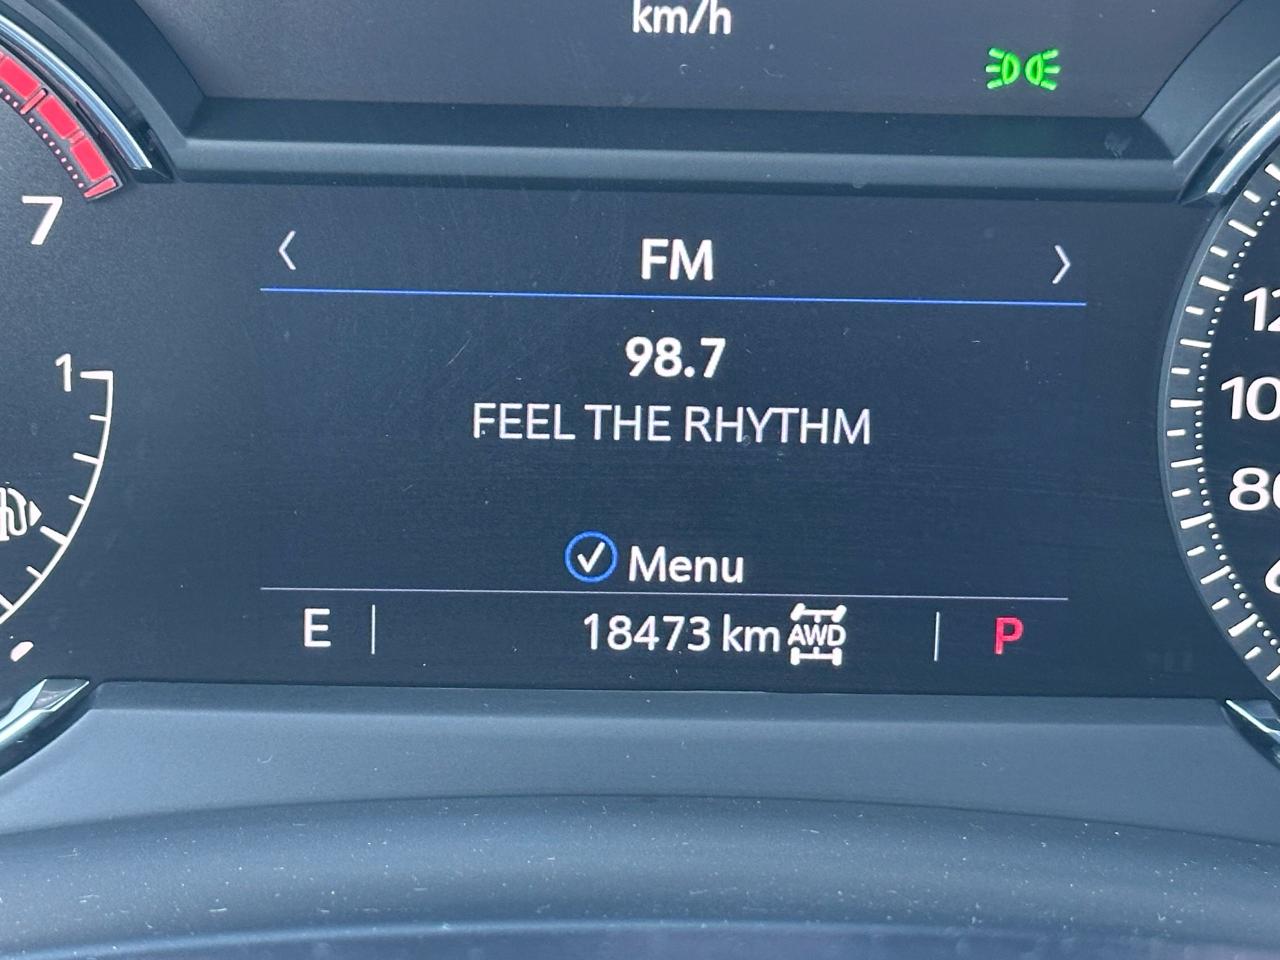 km/h
7
FM
98.7
FEEL THE RHYTHM
1
Menu
E
18473 km AWD
P
10